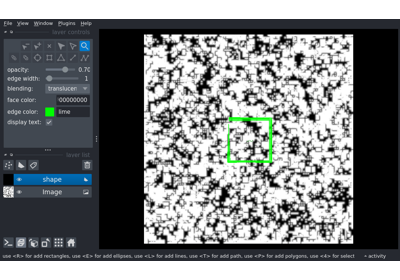 File View Window Plugins Help
layer controls
opacity: 0.70
edge width: 1
blending: translucen
face color: 00000000
edge color: lime
display text:
layer list
shape
Image
use <R> for add rectangles, use <E> for add ellipses, use <L> for add lines, use <T> for add path, use <P> for add polygons, use <4> for select activity